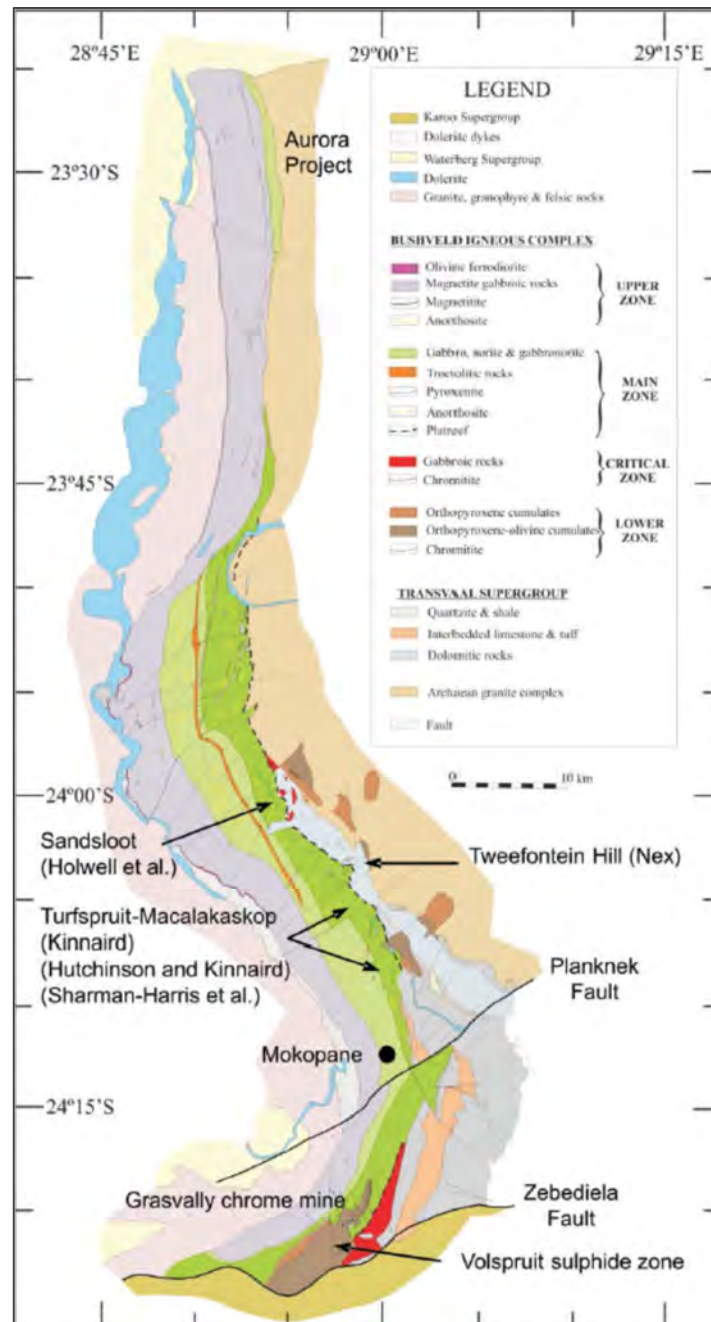 28°45´E
29°00´E
29°15´E
23°30´S
23°45´S
24°00´S
24°15´S
Aurora
Project
LEGEND
Karoo Supergroup
Dolerite dykes
Waterberg Supergroup
Dolerite
Granite, granophyre & felsic rocks
BUSHVELD IGNEOUS COMPLEX
Olivine ferrodiorite
Magnetite gabbroic rocks
Magnetitite
Anorthosite
UPPER
ZONE
Gabbro, norite & gabbronorite
Troctolitic rocks
Pyroxenite
Anorthosite
Platreef
MAIN
ZONE
Gabbroic rocks
Chromitite
CRITICAL
ZONE
Orthopyroxene cumulates
Orthopyroxene-olivine cumulates
Chromitite
LOWER
ZONE
TRANSVAAL SUPERGROUP
Quartzite & shale
Interbedded limestone & tuff
Dolomitic rocks
Archaean granite complex
Fault
0 10 km
Sandsloot
(Holwell et al.)
Tweefontein Hill (Nex)
Turfspruit-Macalakaskop
(Kinnaird)
(Hutchinson and Kinnaird)
(Sharman-Harris et al.)
Planknek
Fault
Mokopane
Grasvally chrome mine
Zebediela
Fault
Volspruit sulphide zone